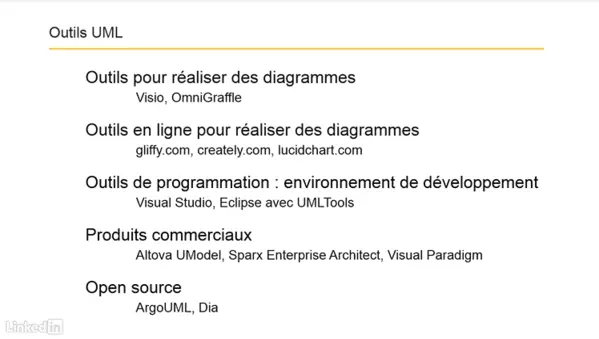 Outils UML
Outils pour réaliser des diagrammes
Visio, OmniGraffle
Outils en ligne pour réaliser des diagrammes
gliffy.com, creately.com, lucidchart.com
Outils de programmation : environnement de développement
Visual Studio, Eclipse avec UMLTools
Produits commerciaux
Altova UModel, Sparx Enterprise Architect, Visual Paradigm
Open source
ArgoUML, Dia
LinkedIn